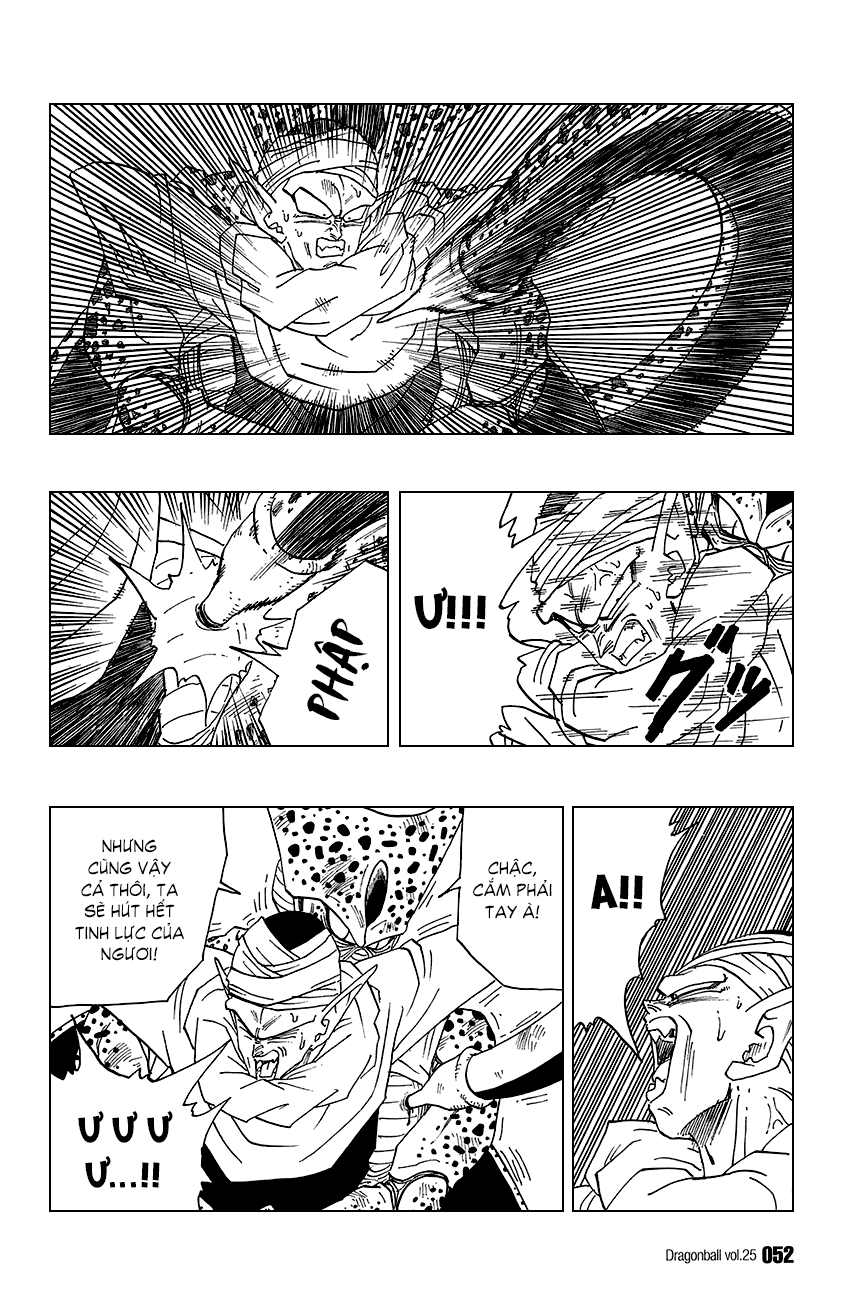 Ư!!!
グッ
PHẬP
A!!
CHẬC,
CẮM PHẢI
TAY À!
NHƯNG
CŨNG VẬY
CẢ THÔI, TA
SẼ HÚT HẾT
TINH LỰC CỦA
NGƯƠI!
Ư Ư Ư
Ư...!!
Dragonball vol.25 052